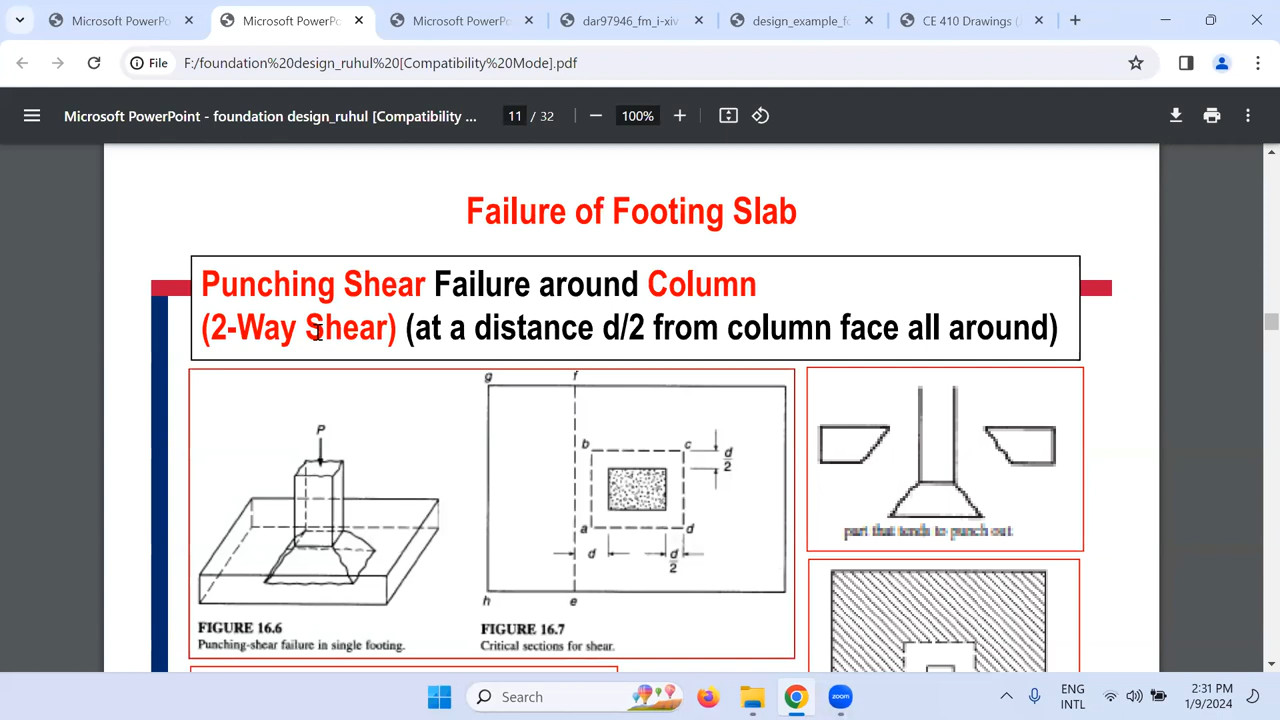 Microsoft PowerPo
Microsoft PowerPo
Microsoft PowerPo
dar97946_fm_i-xiv
design_example_fo
CE 410 Drawings (
File
F:/foundation%20design_ruhul%20[Compatibility%20Mode].pdf
Microsoft PowerPoint - foundation design_ruhul [Compatibility ...
11 / 32
100%
Failure of Footing Slab
Punching Shear Failure around Column
(2-Way Shear) (at a distance d/2 from column face all around)
P
g
f
b
c
d
2
a
d
d
d
2
h
e
FIGURE 16.6
Punching-shear failure in single footing.
FIGURE 16.7
Critical sections for shear.
part that tends to punch out
Search
zoom
ENG
INTL
2:31 PM
1/9/2024